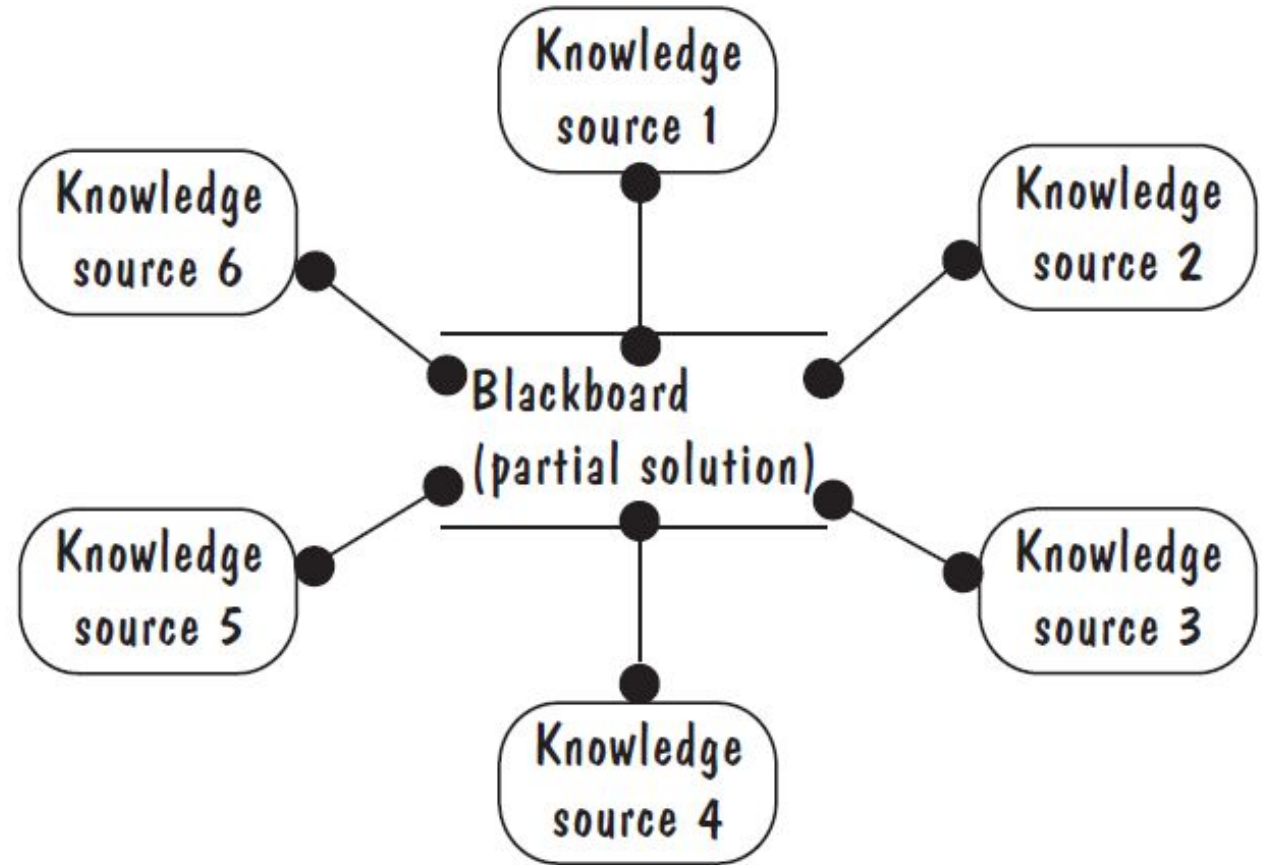 Knowledge
source 1
Knowledge
source 6
Knowledge
source 2
Blackboard
(partial solution)
Knowledge
source 5
Knowledge
source 3
Knowledge
source 4